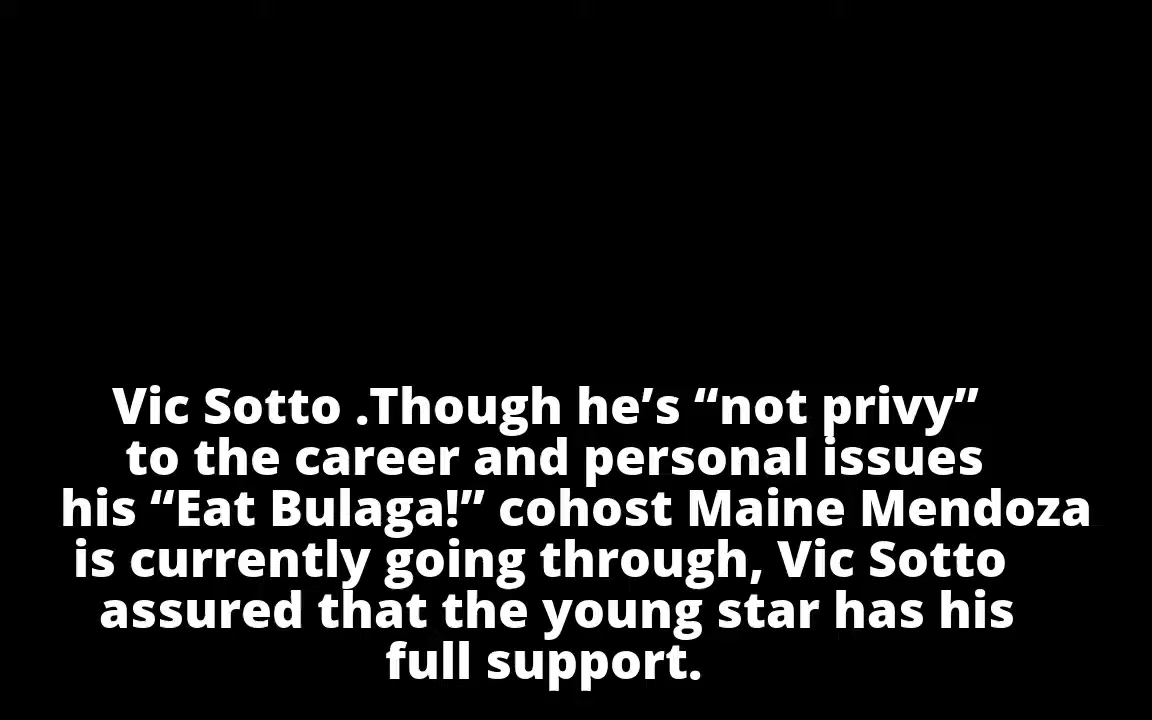 Vic Sotto .Though he’s “not privy”
to the career and personal issues
his “Eat Bulaga!” cohost Maine Mendoza
is currently going through, Vic Sotto
assured that the young star has his
full support.